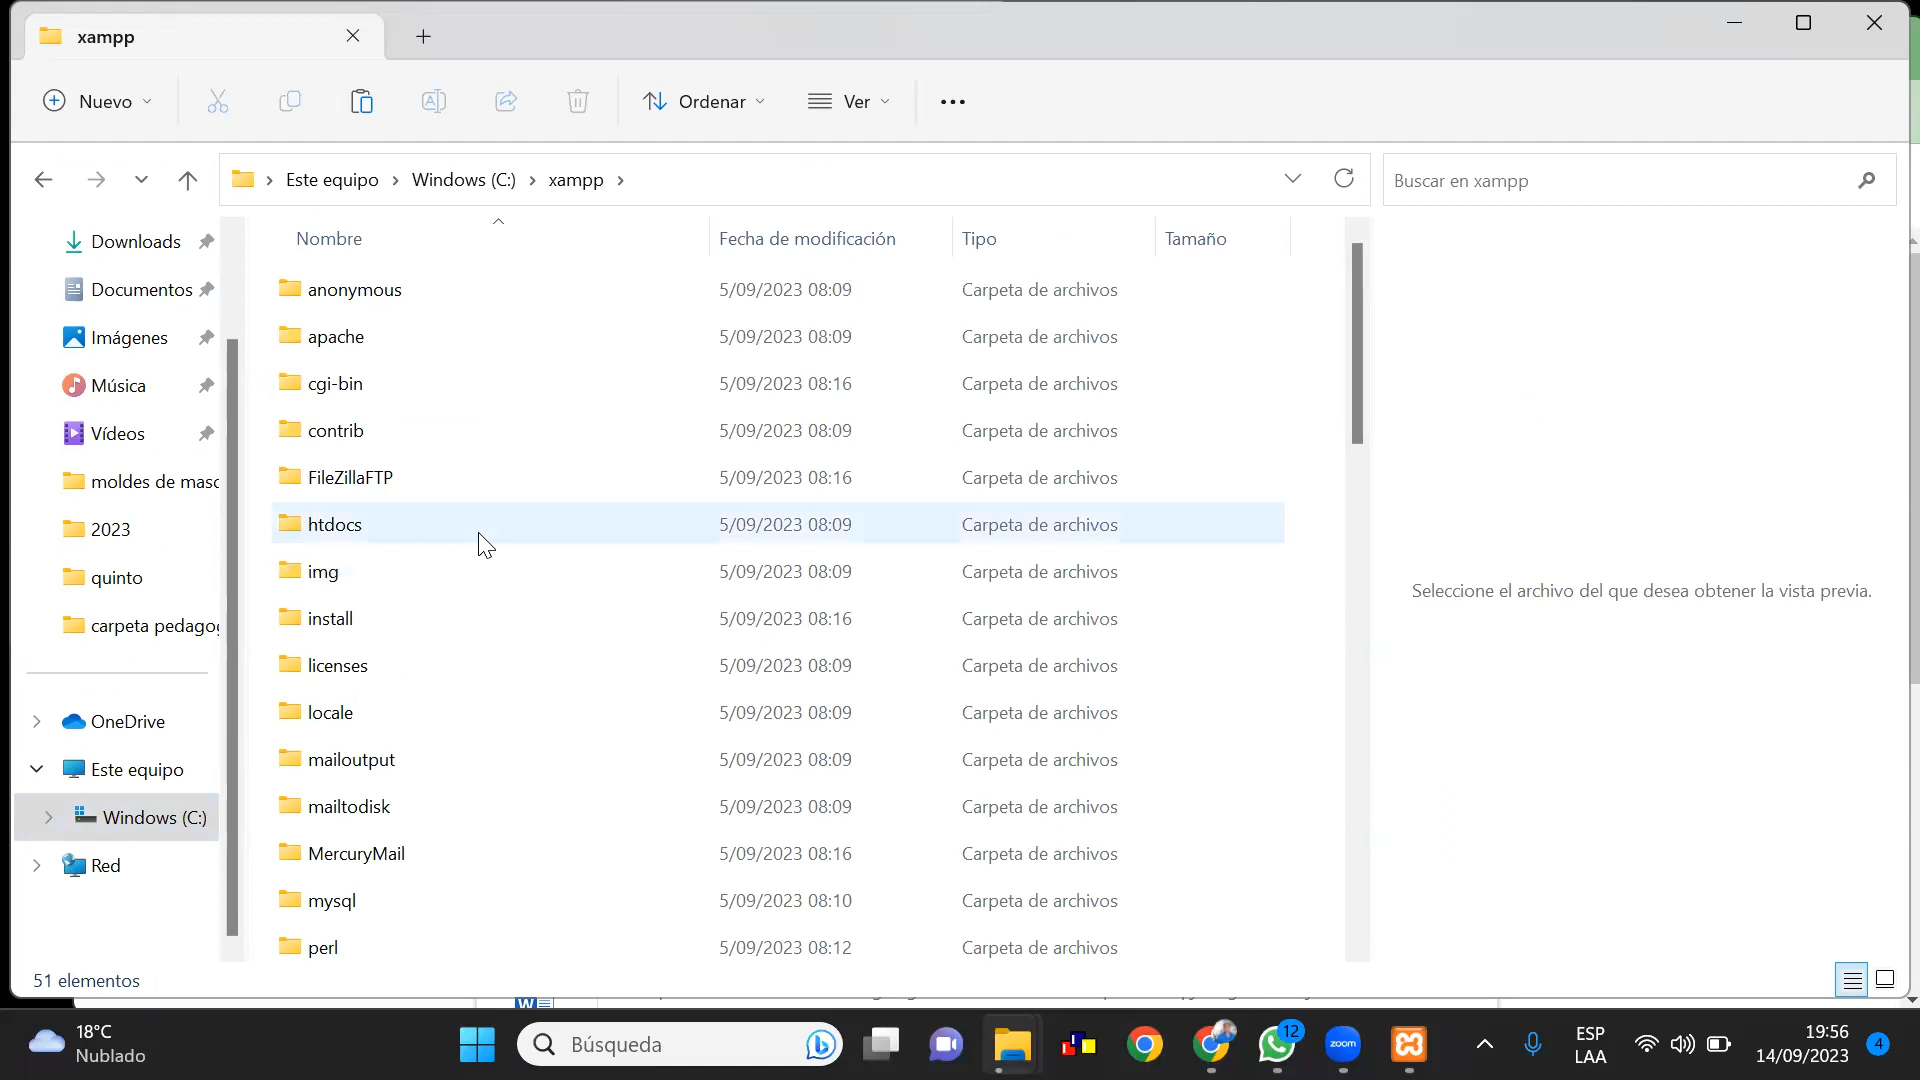 xampp
Nuevo
Ordenar
Ver
Este equipo > Windows (C:) > xampp >
Buscar en xampp
Nombre Fecha de modificación Tipo Tamaño
Downloads
Documentos
Imágenes
Música
Vídeos
moldes de masc
2023
quinto
carpeta pedagog
OneDrive
Este equipo
Windows (C:)
Red
anonymous 5/09/2023 08:09 Carpeta de archivos
apache 5/09/2023 08:09 Carpeta de archivos
cgi-bin 5/09/2023 08:16 Carpeta de archivos
contrib 5/09/2023 08:09 Carpeta de archivos
FileZillaFTP 5/09/2023 08:16 Carpeta de archivos
htdocs 5/09/2023 08:09 Carpeta de archivos
img 5/09/2023 08:09 Carpeta de archivos
install 5/09/2023 08:16 Carpeta de archivos
licenses 5/09/2023 08:09 Carpeta de archivos
locale 5/09/2023 08:09 Carpeta de archivos
mailoutput 5/09/2023 08:09 Carpeta de archivos
mailtodisk 5/09/2023 08:09 Carpeta de archivos
MercuryMail 5/09/2023 08:16 Carpeta de archivos
mysql 5/09/2023 08:10 Carpeta de archivos
perl 5/09/2023 08:12 Carpeta de archivos
Seleccione el archivo del que desea obtener la vista previa.
51 elementos
18°C
Nublado
Búsqueda
12
zoom
ESP
LAA
19:56
14/09/2023
4